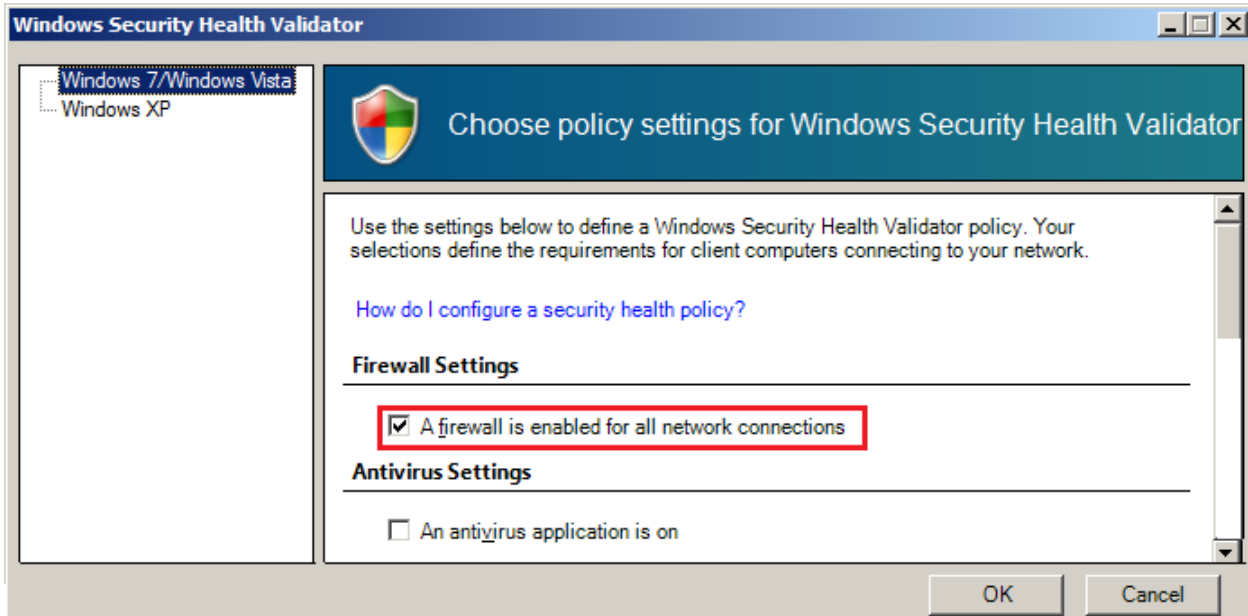 Windows Security Health Validator
Windows 7/Windows Vista
Windows XP
Choose policy settings for Windows Security Health Validator
Use the settings below to define a Windows Security Health Validator policy. Your
selections define the requirements for client computers connecting to your network.
How do I configure a security health policy?
Firewall Settings
A firewall is enabled for all network connections
Antivirus Settings
An antivirus application is on
OK
Cancel